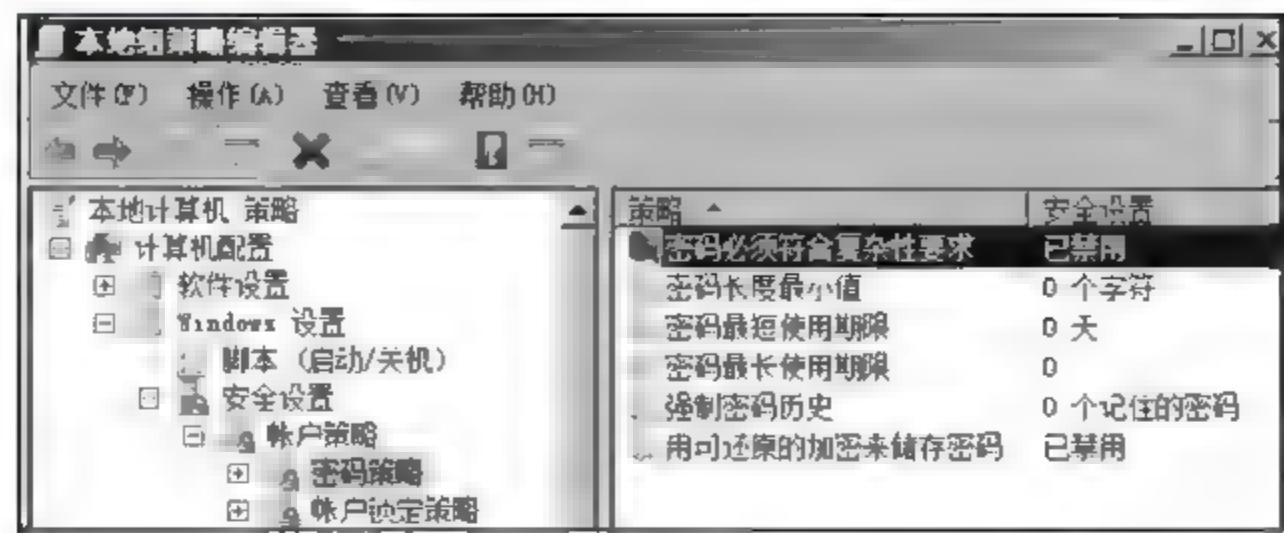 本地组策略编辑器
文件(F) 操作(A) 查看(V) 帮助(H)
本地计算机 策略
计算机配置
软件设置
Windows 设置
脚本（启动/关机）
安全设置
帐户策略
密码策略
帐户锁定策略
策略 安全设置
密码必须符合复杂性要求 已禁用
密码长度最小值 0 个字符
密码最短使用期限 0 天
密码最长使用期限 0
强制密码历史 0 个记住的密码
用可还原的加密来储存密码 已禁用